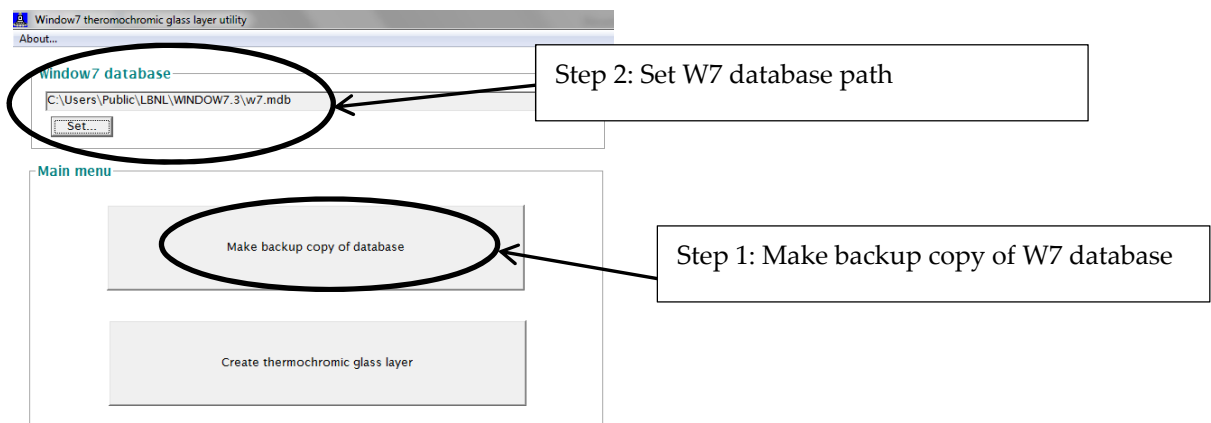 Window7 theromochromic glass layer utility
About...
Window7 database
C:\Users\Public\LBNL\WINDOW7.3\w7.mdb
Set...
Step 2: Set W7 database path
Main menu
Make backup copy of database
Step 1: Make backup copy of W7 database
Create thermochromic glass layer